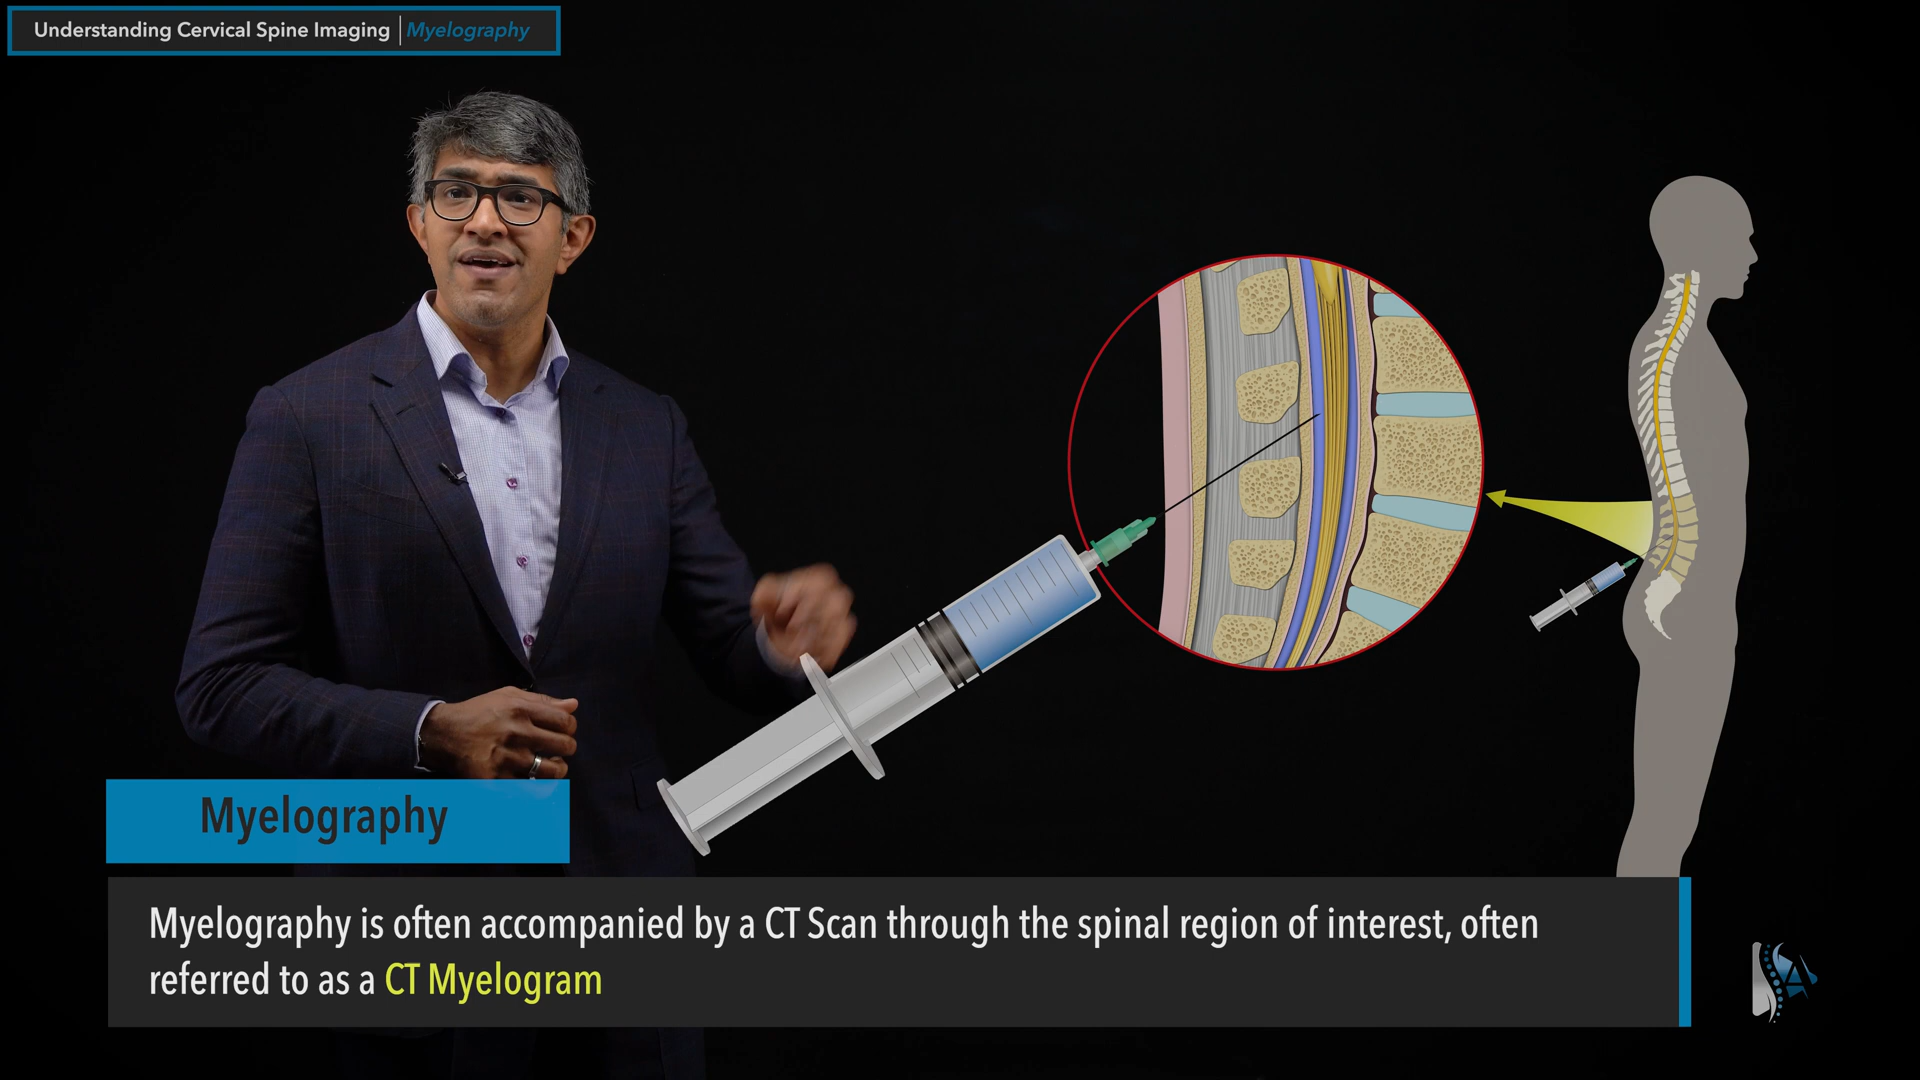 Understanding Cervical Spine Imaging | Myelography
Myelography
Myelography is often accompanied by a CT Scan through the spinal region of interest, often
referred to as a CT Myelogram